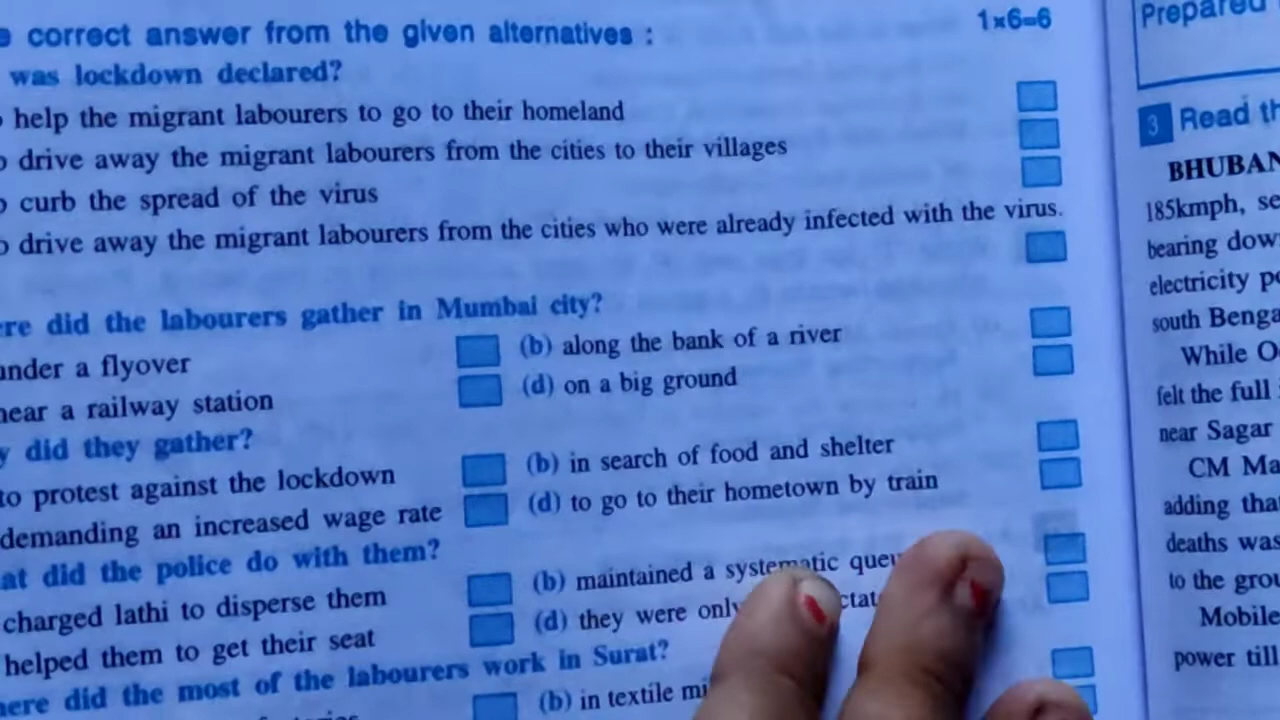 correct answer from the given alternatives : 1×6=6
was lockdown declared?
help the migrant labourers to go to their homeland
drive away the migrant labourers from the cities to their villages
curb the spread of the virus
drive away the migrant labourers from the cities who were already infected with the virus.
did the labourers gather in Mumbai city?
under a flyover (b) along the bank of a river
near a railway station (d) on a big ground
did they gather?
to protest against the lockdown (b) in search of food and shelter
demanding an increased wage rate (d) to go to their hometown by train
did the police do with them?
charged lathi to disperse them (b) maintained a systematic
helped them to get their seat (d) they were
did the most of the labourers work in Surat?
(b) in textile
Prepared
3 Read
185kmph,
bearing
electricity
south
While
felt the full
near Sagar
CM
adding
deaths was
to the
Mobile
power till